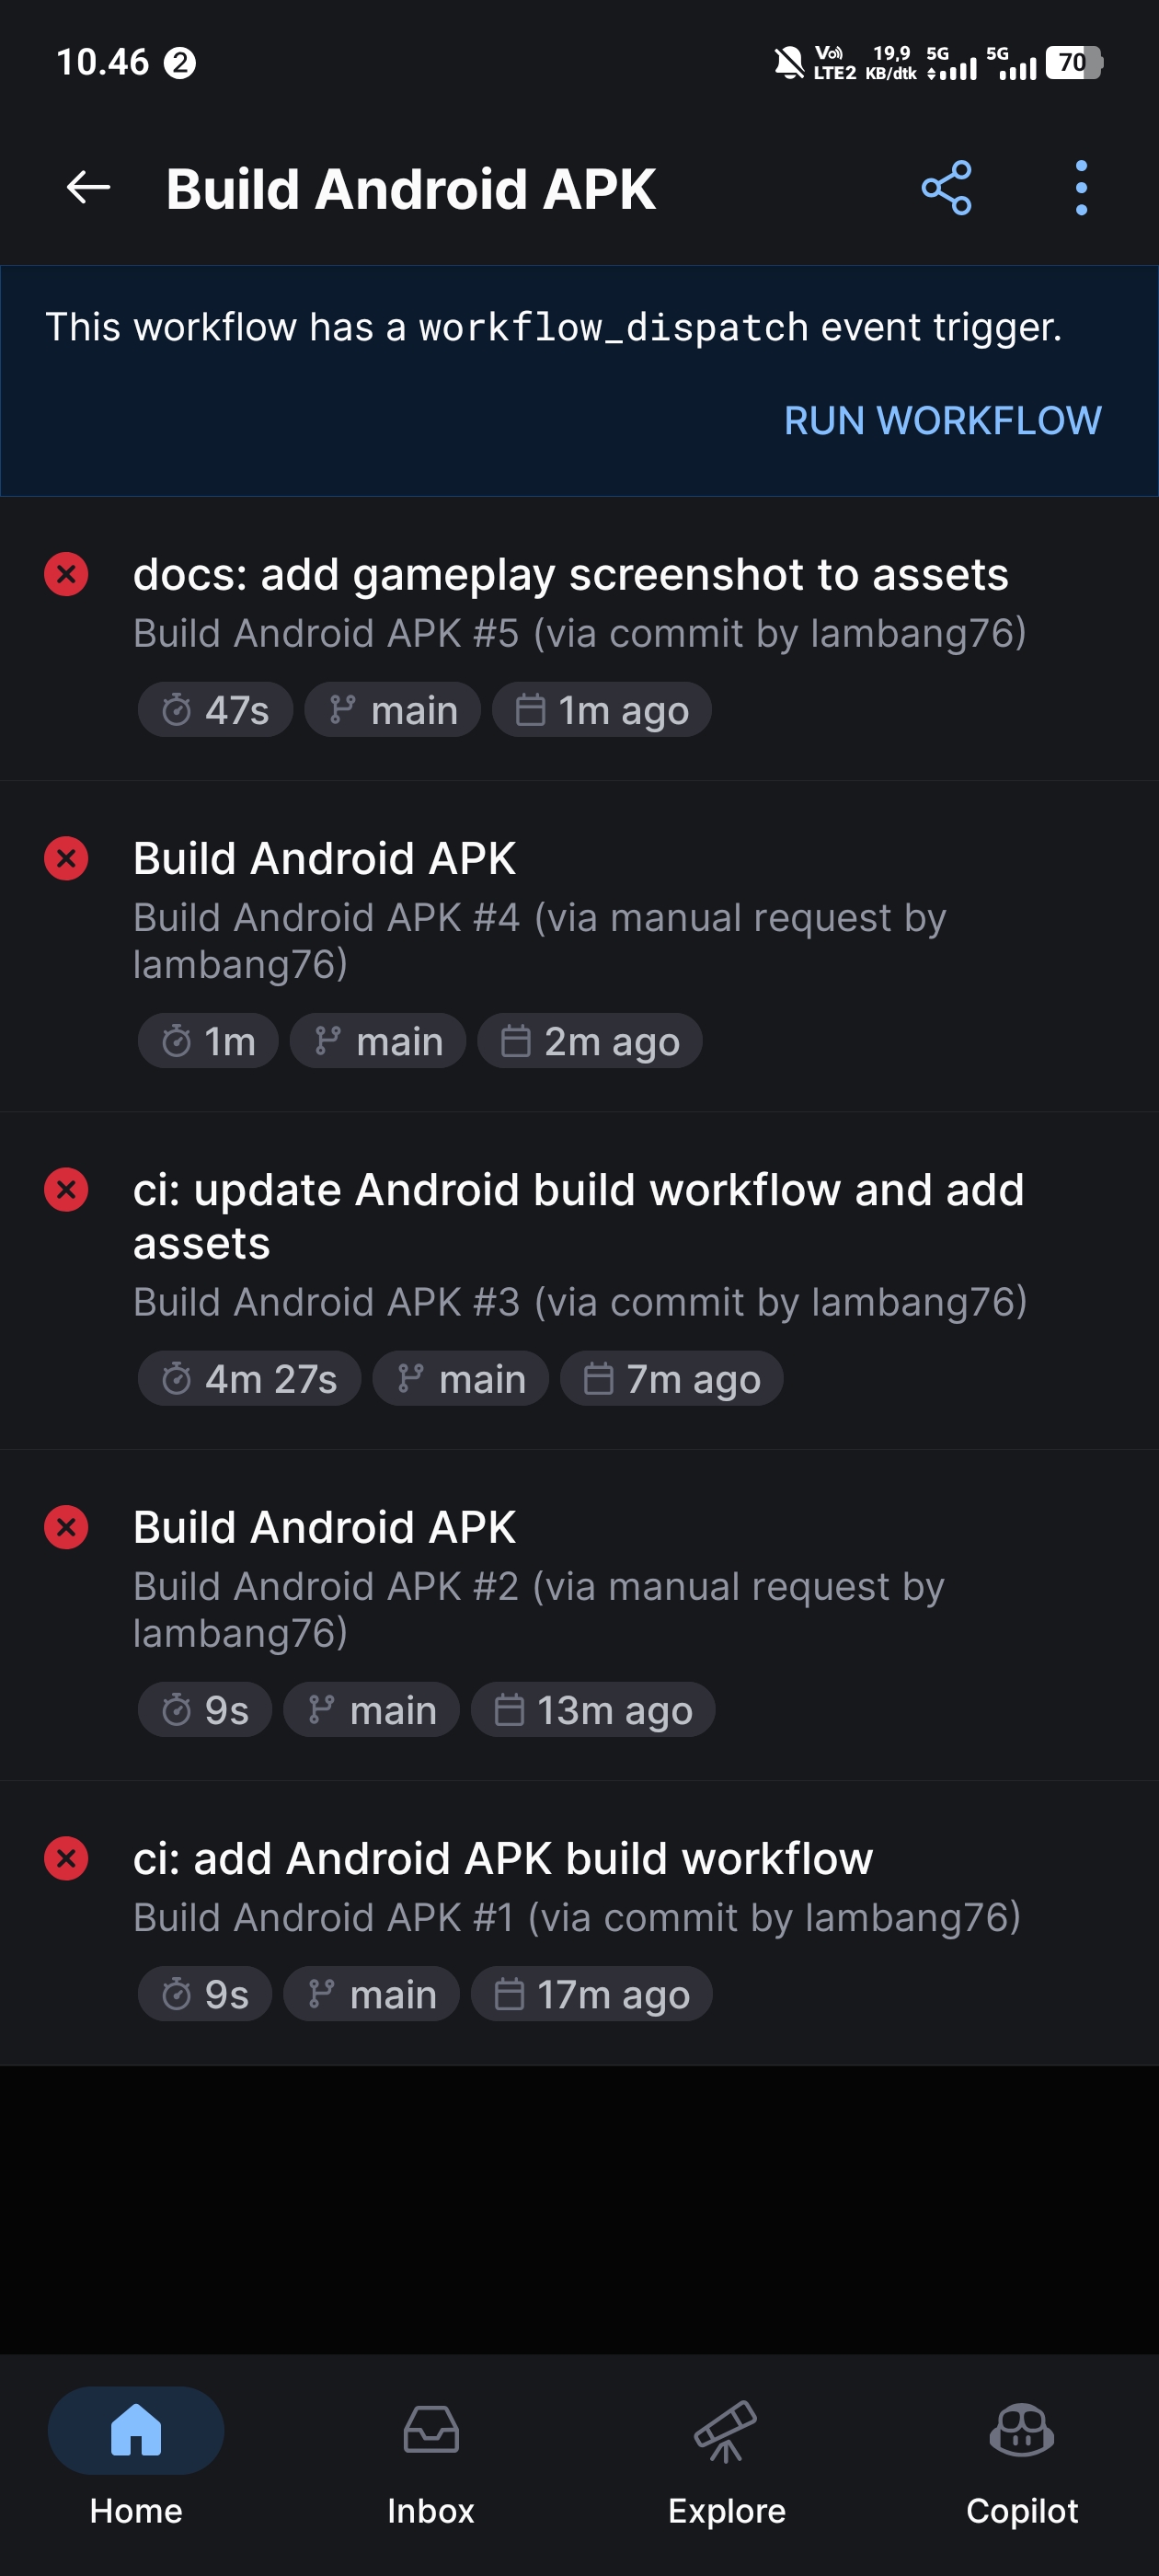 10.46 2 Vo)) LTE2 19,9 KB/dtk 5G 5G 70
Build Android APK
This workflow has a workflow_dispatch event trigger.
RUN WORKFLOW
docs: add gameplay screenshot to assets
Build Android APK #5 (via commit by lambang76)
47s main 1m ago
Build Android APK
Build Android APK #4 (via manual request by
lambang76)
1m main 2m ago
ci: update Android build workflow and add
assets
Build Android APK #3 (via commit by lambang76)
4m 27s main 7m ago
Build Android APK
Build Android APK #2 (via manual request by
lambang76)
9s main 13m ago
ci: add Android APK build workflow
Build Android APK #1 (via commit by lambang76)
9s main 17m ago
Home Inbox Explore Copilot